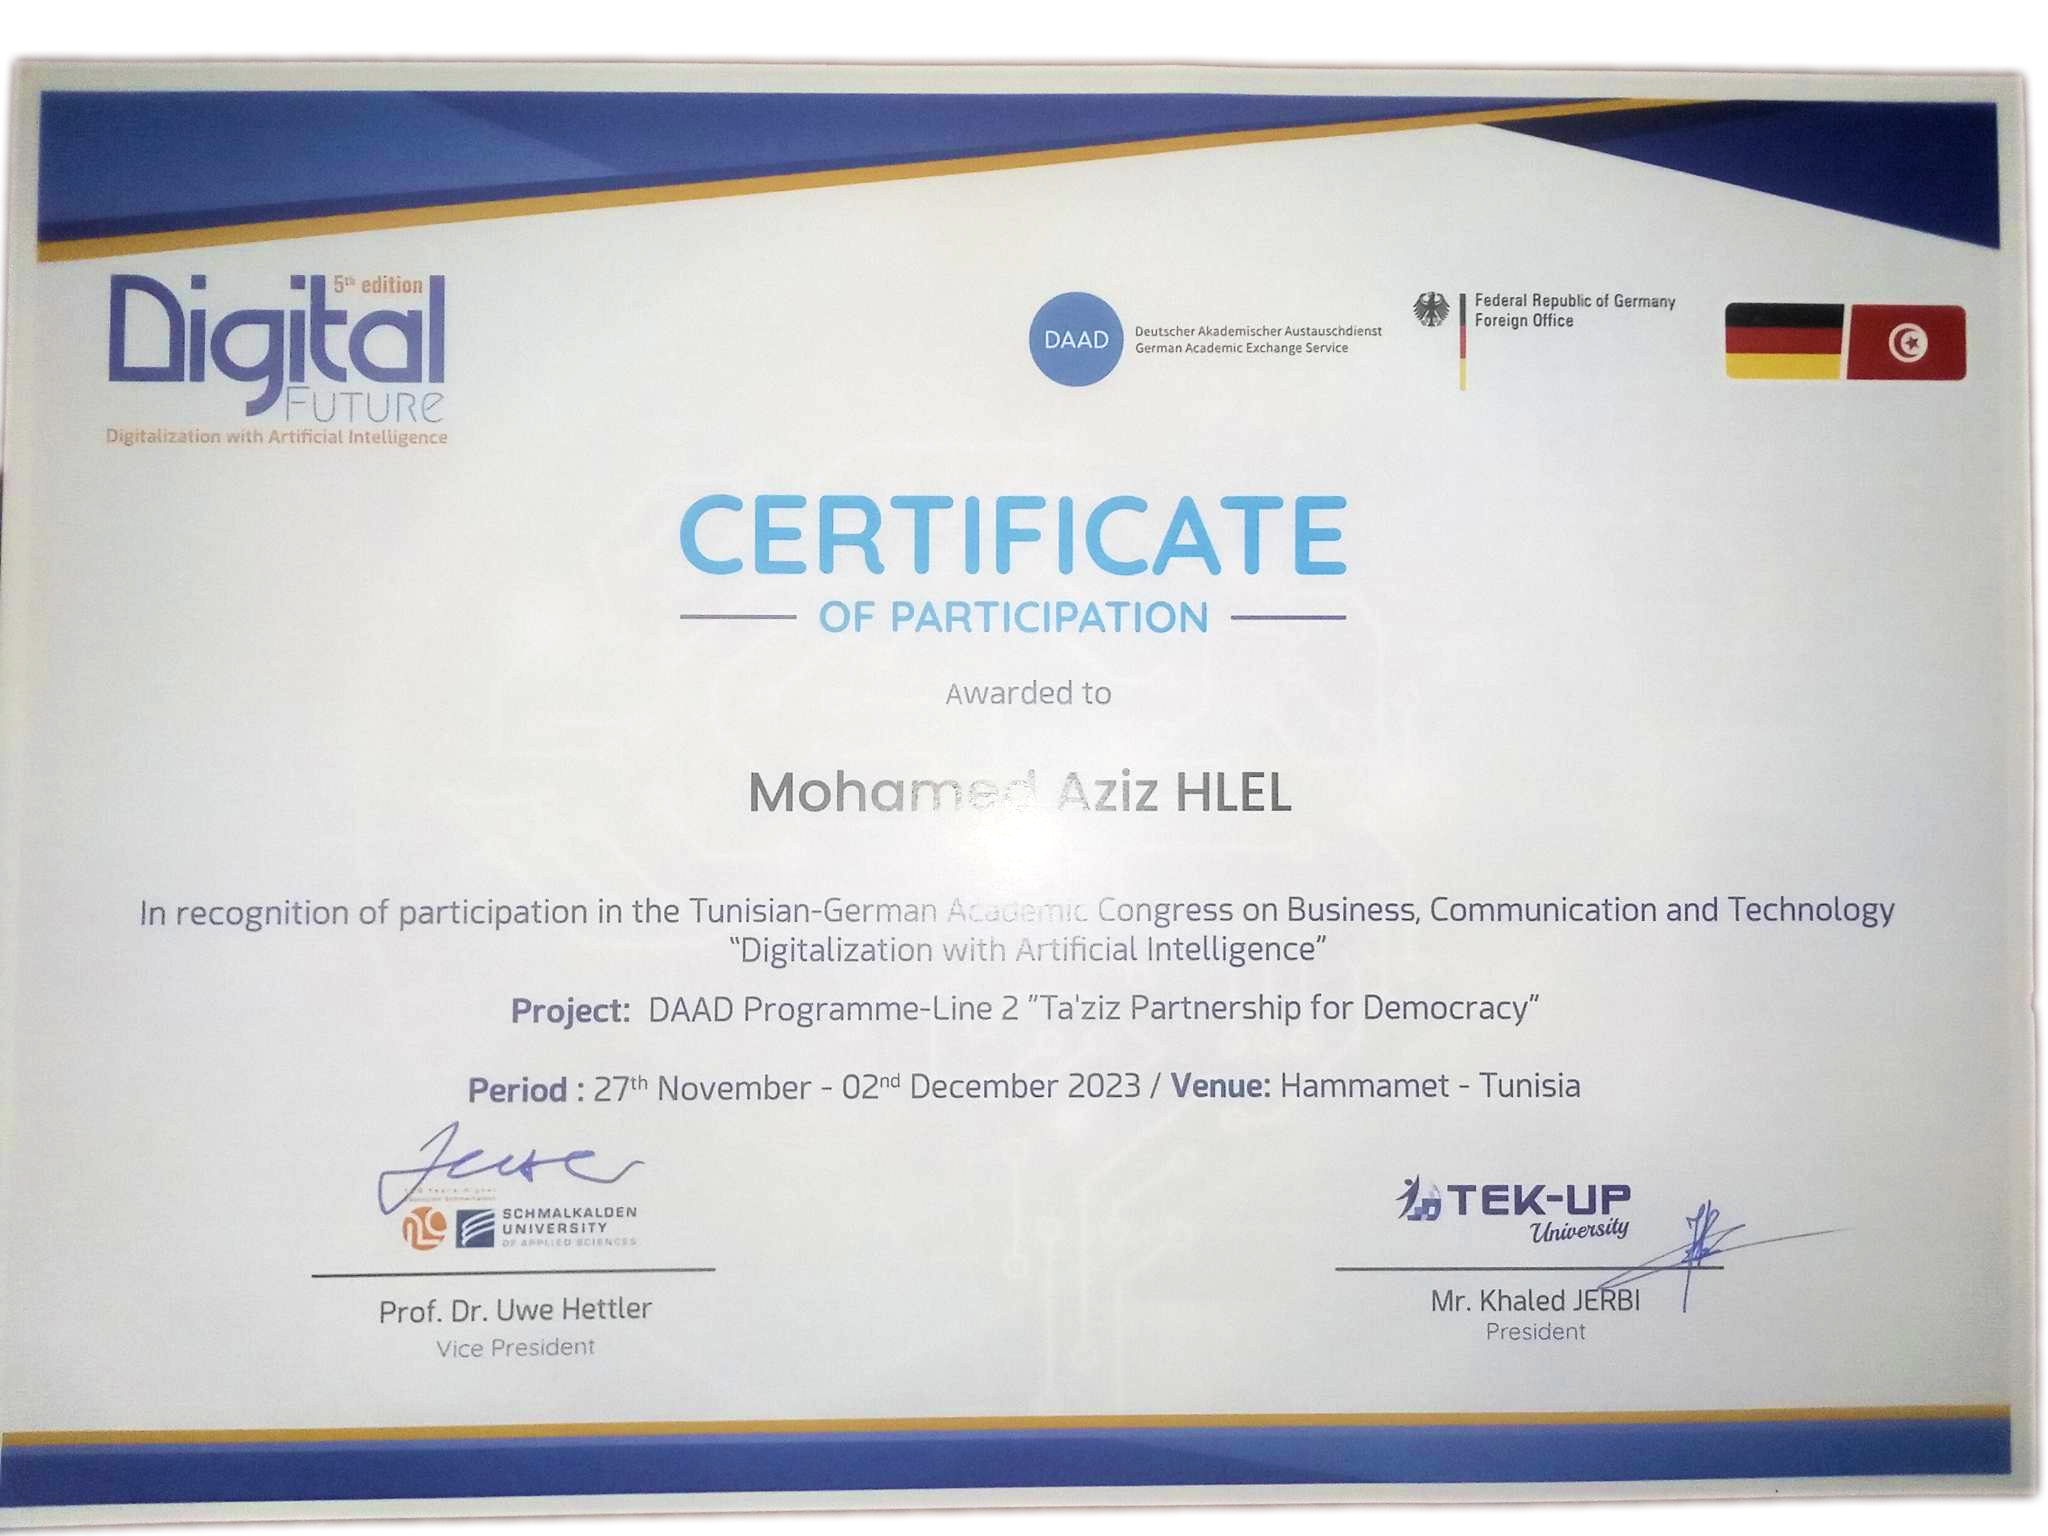 Digital
5th edition
FUTURE
Digitalization with Artificial Intelligence
DAAD
Deutscher Akademischer Austauschdienst
German Academic Exchange Service
Federal Republic of Germany
Foreign Office
CERTIFICATE
OF PARTICIPATION
Awarded to
Mohamed Aziz HLEL
In recognition of participation in the Tunisian-German Academic Congress on Business, Communication and Technology
“Digitalization with Artificial Intelligence”
Project: DAAD Programme-Line 2 "Ta'ziz Partnership for Democracy"
Period : 27th November - 02nd December 2023 / Venue: Hammamet - Tunisia
SCHMALKALDEN
UNIVERSITY
OF APPLIED SCIENCES
Prof. Dr. Uwe Hettler
Vice President
TEK-UP
University
Mr. Khaled JERBI
President